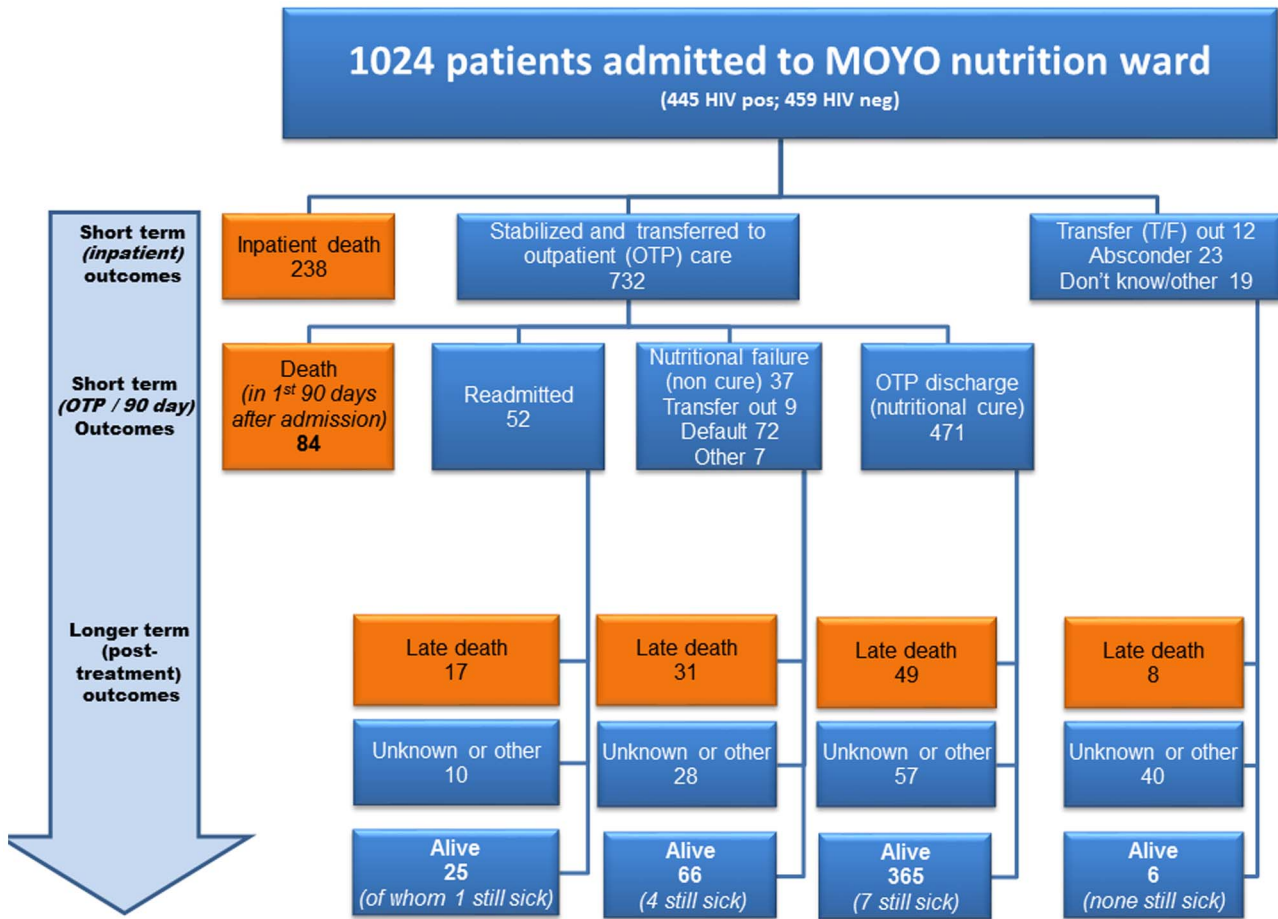 1024 patients admitted to MOYO nutrition ward
(445 HIV pos; 459 HIV neg)
Short term
(inpatient)
outcomes
Inpatient death
238
Stabilized and transferred to
outpatient (OTP) care
732
Transfer (T/F) out 12
Absconder 23
Don't know/other 19
Short term
(OTP / 90 day)
Outcomes
Death
(in 1st 90 days
after admission)
84
Readmitted
52
Nutritional failure
(non cure) 37
Transfer out 9
Default 72
Other 7
OTP discharge
(nutritional cure)
471
Longer term
(post-
treatment)
outcomes
Late death
17
Late death
31
Late death
49
Late death
8
Unknown or other
10
Unknown or other
28
Unknown or other
57
Unknown or other
40
Alive
25
(of whom 1 still sick)
Alive
66
(4 still sick)
Alive
365
(7 still sick)
Alive
6
(none still sick)